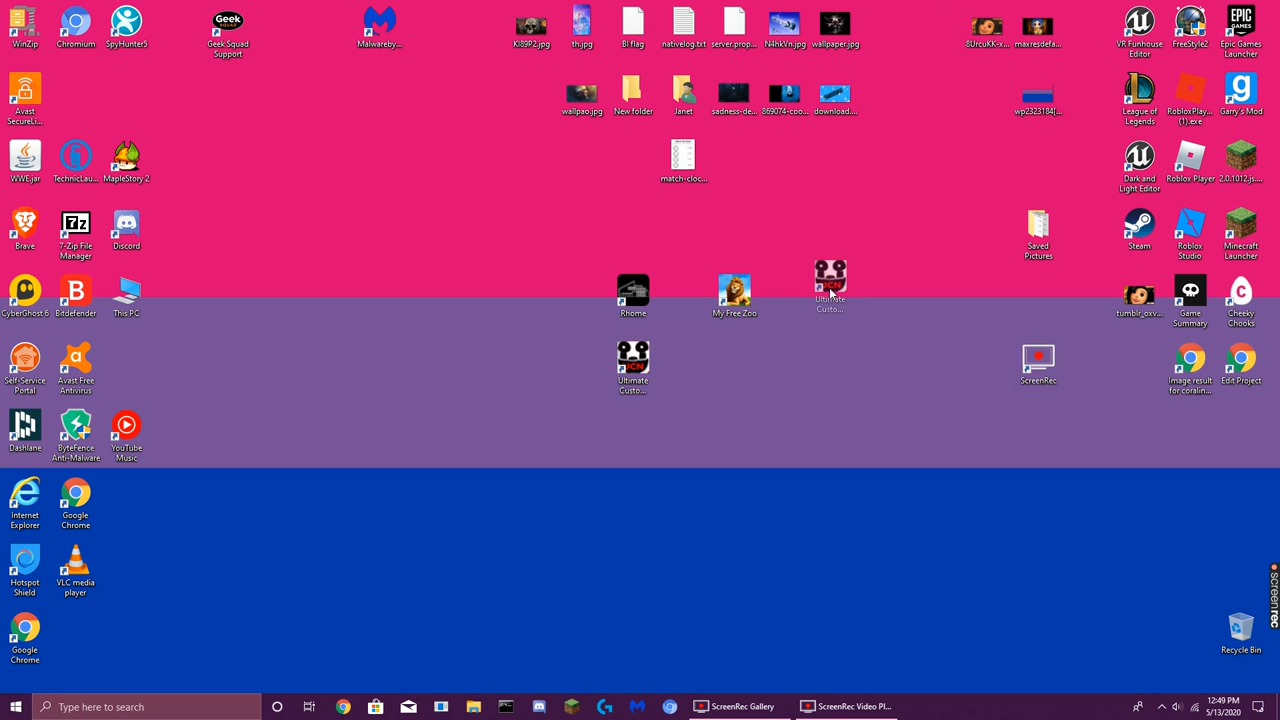 WinZip
Chromium
SpyHunter5
Geek Squad
Support
Malwareby...
KI89P2.jpg
th.jpg
BI flag
nativelog.txt
server.prop...
N4hkVn.jpg
wallpaper.jpg
8UrcuKK-x...
maxresdefa...
VR Funhouse
Editor
FreeStyle2
Epic Games
Launcher
Avast
SecureLi...
wallpao.jpg
New folder
Janet
sadness-de...
869074-coo...
download....
wp2323184[...
League of
Legends
RobloxPlay...
(1).exe
Garry's Mod
WWE.jar
TechnicLau...
MapleStory 2
match-cloc...
Dark and
Light Editor
Roblox Player
2.0.1012.js....
Brave
7-Zip File
Manager
Discord
Saved
Pictures
Steam
Roblox
Studio
Minecraft
Launcher
CyberGhost 6
Bitdefender
This PC
Rhome
My Free Zoo
Ultimate
Custo...
tumblr_oxv...
Game
Summary
Cheeky
Chooks
Self-Service
Portal
Avast Free
Antivirus
Ultimate
Custo...
ScreenRec
Image result
for coralin...
Edit Project
Dashlane
ByteFence
Anti-Malware
YouTube
Music
Internet
Explorer
Google
Chrome
Hotspot
Shield
VLC media
player
Google
Chrome
Recycle Bin
screenrec
Type here to search
ScreenRec Gallery
ScreenRec Video Pl...
12:49 PM
5/13/2020